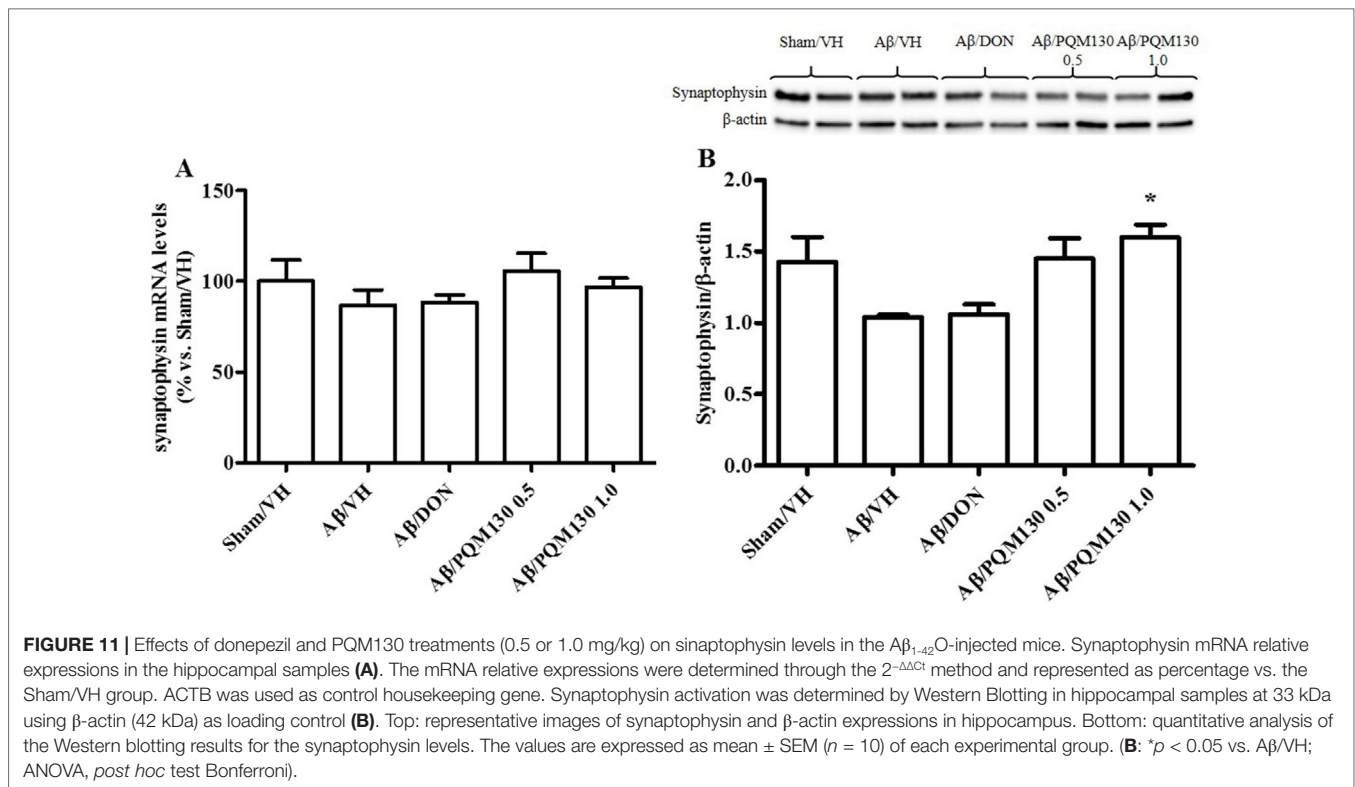 Sham/VH Aβ/VH Aβ/DON Aβ/PQM130 Aβ/PQM130
0.5 1.0
Synaptophysin
β-actin
A
synaptophysin mRNA levels
(% vs. Sham/VH)
150
100
50
0
Sham/VH
Aβ/VH
Aβ/DON
Aβ/PQM130 0.5
Aβ/PQM130 1.0
B
Synaptophysin/β-actin
2.0
1.5
1.0
0.5
0.0
*
Sham/VH
Aβ/VH
Aβ/DON
Aβ/PQM130 0.5
Aβ/PQM130 1.0
FIGURE 11 | Effects of donepezil and PQM130 treatments (0.5 or 1.0 mg/kg) on sinaptophysin levels in the Aβ₁₋₄₂O-injected mice. Synaptophysin mRNA relative
expressions in the hippocampal samples (A). The mRNA relative expressions were determined through the 2⁻ΔΔCt method and represented as percentage vs. the
Sham/VH group. ACTB was used as control housekeeping gene. Synaptophysin activation was determined by Western Blotting in hippocampal samples at 33 kDa
using β-actin (42 kDa) as loading control (B). Top: representative images of synaptophysin and β-actin expressions in hippocampus. Bottom: quantitative analysis of
the Western blotting results for the synaptophysin levels. The values are expressed as mean ± SEM (n = 10) of each experimental group. (B: *p < 0.05 vs. Aβ/VH;
ANOVA, post hoc test Bonferroni).